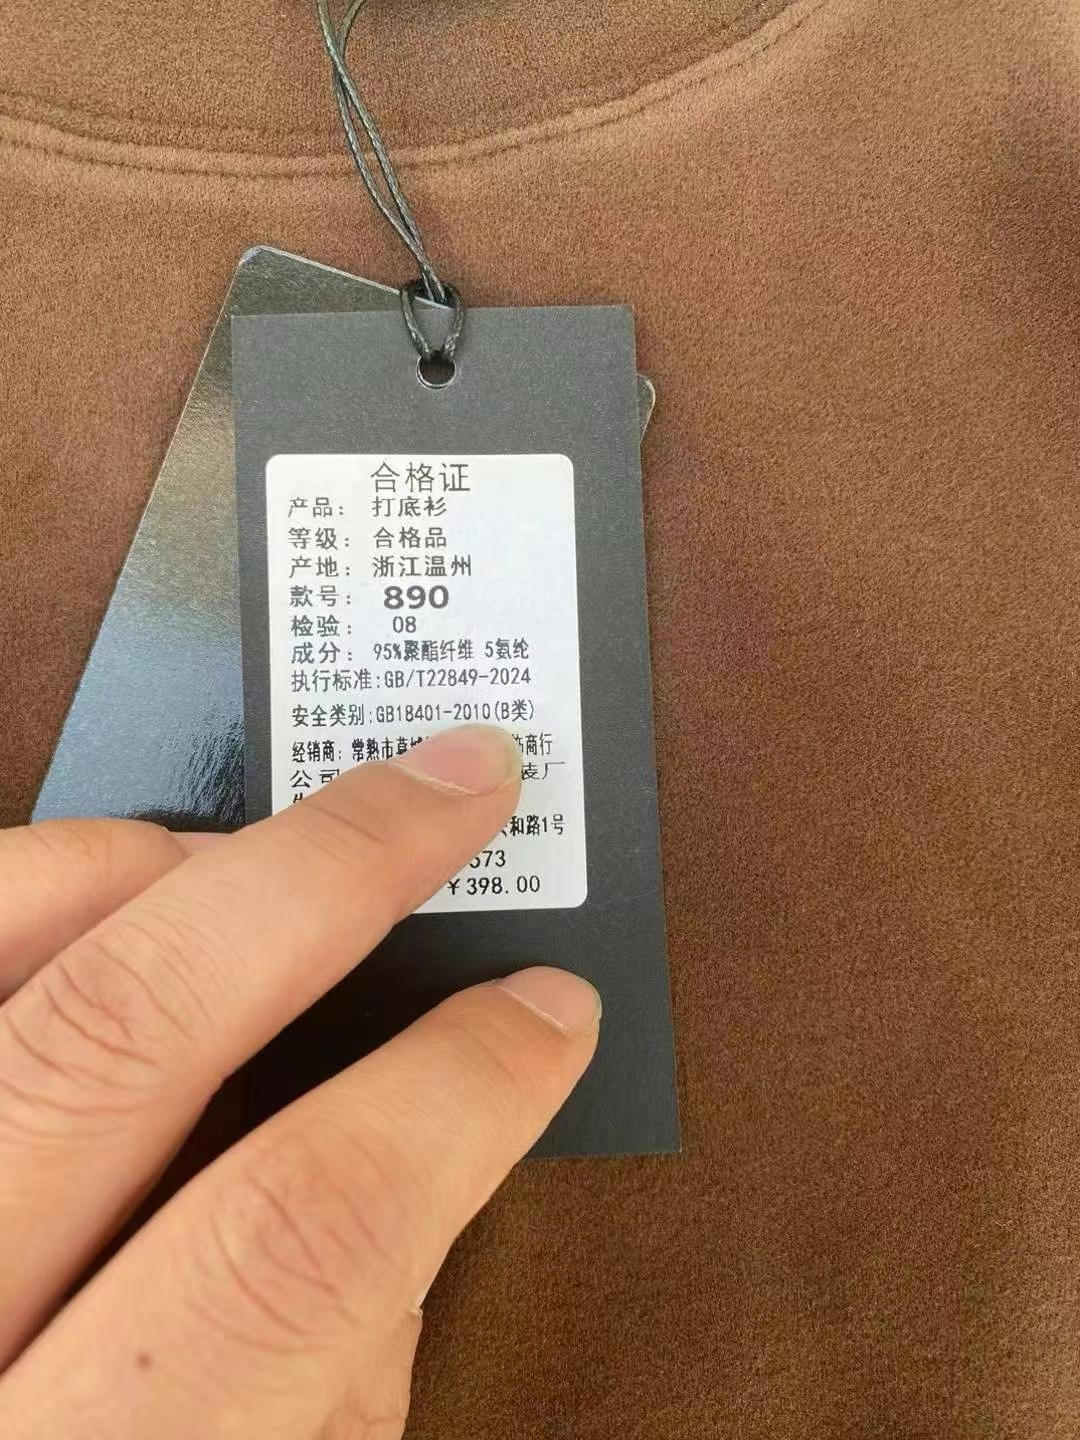 合格证
产品： 打底衫
等级： 合格品
产地： 浙江温州
款号： 890
检验： 08
成分： 95%聚酯纤维 5氨纶
执行标准:GB/T22849-2024
安全类别:GB18401-2010(B类)
经销商：常熟市 商行
公司 厂
和路1号
573
￥398.00